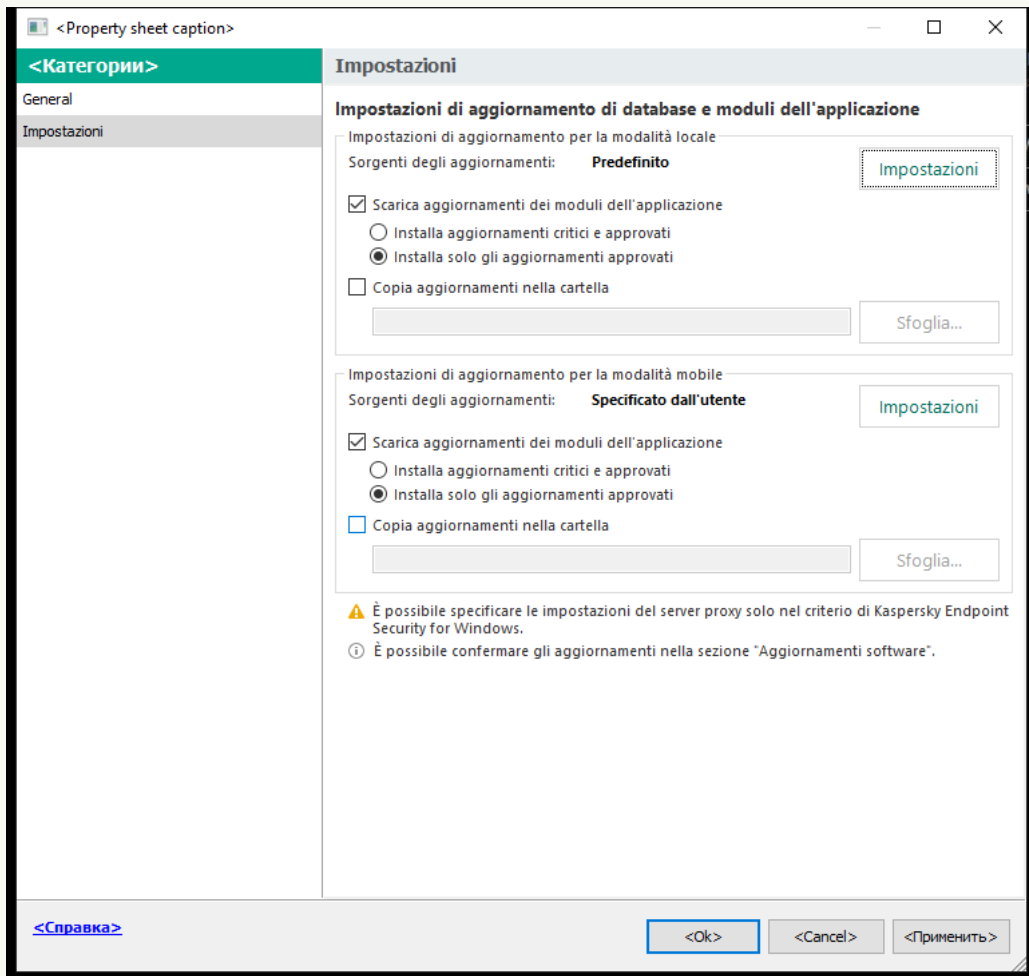 <Property sheet caption>
<Категории>
General
Impostazioni
Impostazioni
Impostazioni di aggiornamento di database e moduli dell'applicazione
Impostazioni di aggiornamento per la modalità locale
Sorgenti degli aggiornamenti: Predefinito
Impostazioni
Scarica aggiornamenti dei moduli dell'applicazione
Installa aggiornamenti critici e approvati
Installa solo gli aggiornamenti approvati
Copia aggiornamenti nella cartella
Sfoglia...
Impostazioni di aggiornamento per la modalità mobile
Sorgenti degli aggiornamenti: Specificato dall'utente
Impostazioni
Scarica aggiornamenti dei moduli dell'applicazione
Installa aggiornamenti critici e approvati
Installa solo gli aggiornamenti approvati
Copia aggiornamenti nella cartella
Sfoglia...
È possibile specificare le impostazioni del server proxy solo nel criterio di Kaspersky Endpoint
Security for Windows.
È possibile confermare gli aggiornamenti nella sezione "Aggiornamenti software".
<Справка>
<Ok> <Cancel> <Применить>